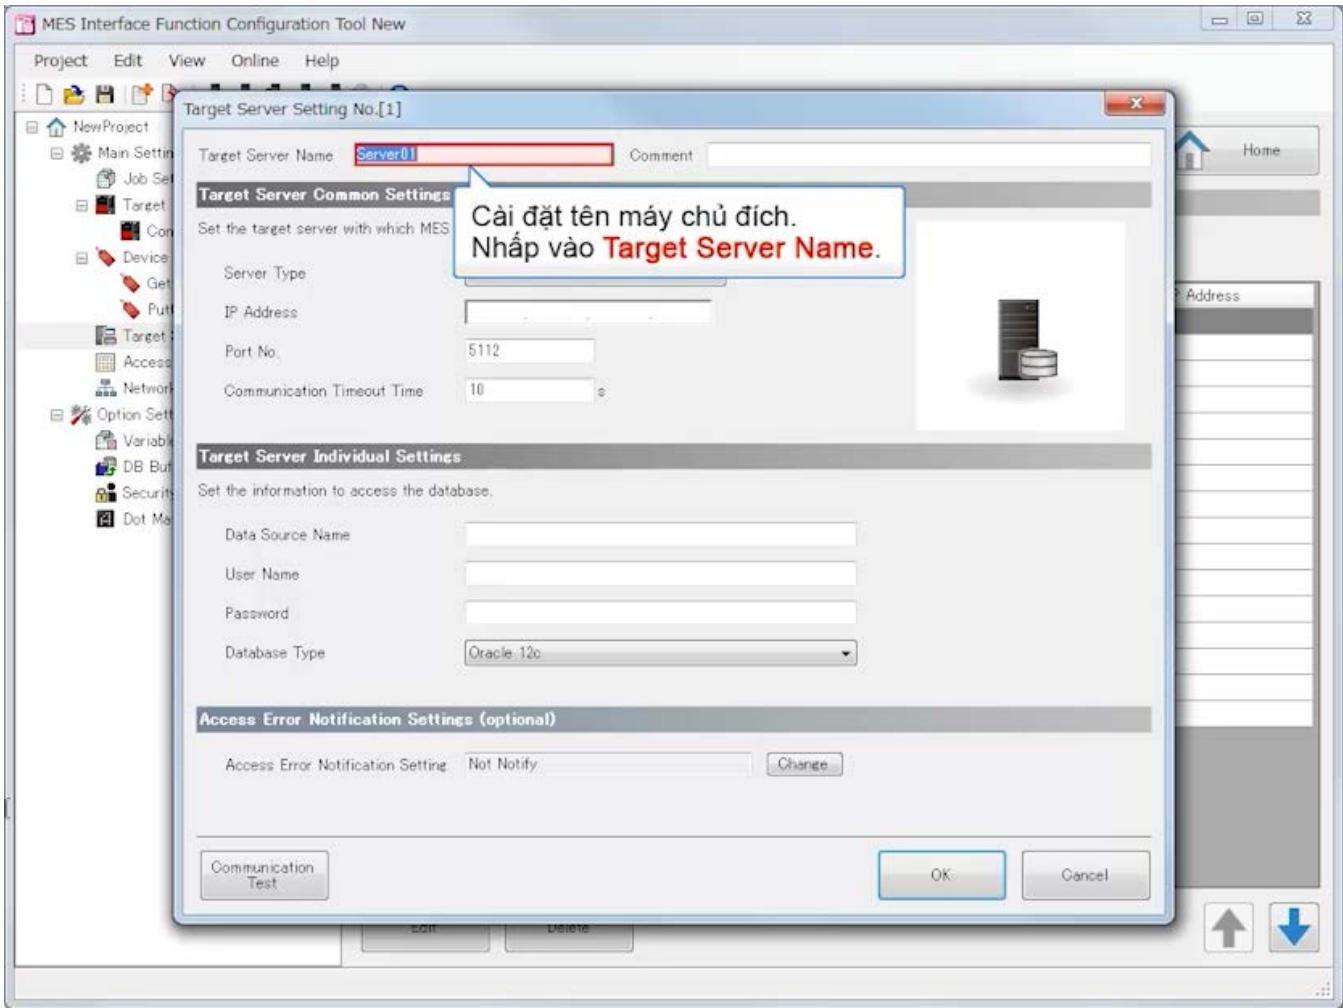 MES Interface Function Configuration Tool New
Project Edit View Online Help
Target Server Setting No.[1]
NewProject
Main Settin
Job Se
Target
Con
Device
Get
Put
Target
Access
Network
Option Sett
Variabl
DB Buf
Security
Dot Ma
Home
Address
Target Server Name Server01 Comment
Target Server Common Settings
Set the target server with which MES
Cài đặt tên máy chủ đích.
Nhấp vào Target Server Name.
Server Type
IP Address . . .
Port No. 5112
Communication Timeout Time 10 s
Target Server Individual Settings
Set the information to access the database.
Data Source Name
User Name
Password
Database Type Oracle 12c
Access Error Notification Settings (optional)
Access Error Notification Setting Not Notify Change
Communication
Test
OK Cancel
Edit Delete